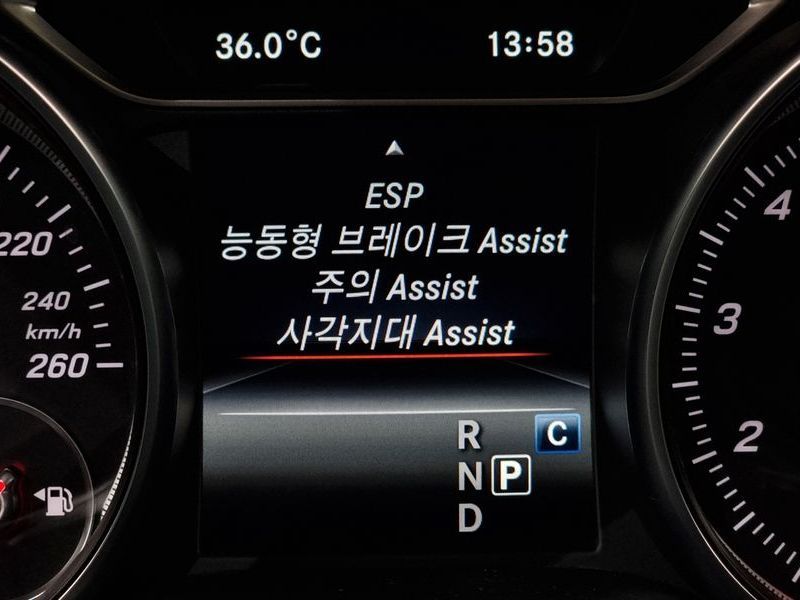 36.0°C 13:58
ESP
능동형 브레이크 Assist
주의 Assist
사각지대 Assist
R C
N P
D
220
240
km/h
260
4
3
2